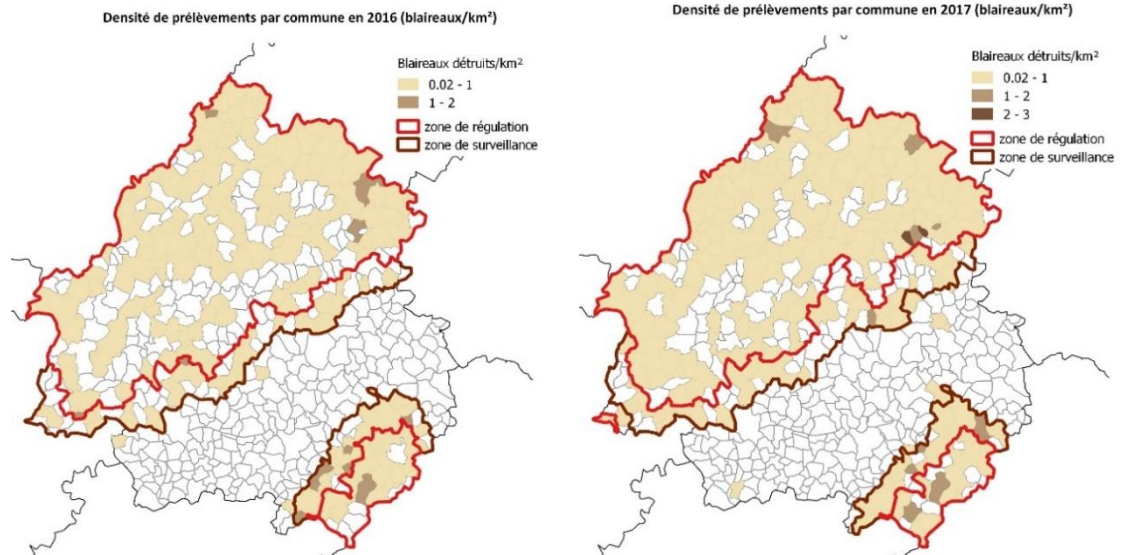 Densité de prélèvements par commune en 2016 (blaireaux/km²)
Blaireaux détruits/km²
0.02 - 1
1 - 2
zone de régulation
zone de surveillance
Densité de prélèvements par commune en 2017 (blaireaux/km²)
Blaireaux détruits/km²
0.02 - 1
1 - 2
2 - 3
zone de régulation
zone de surveillance